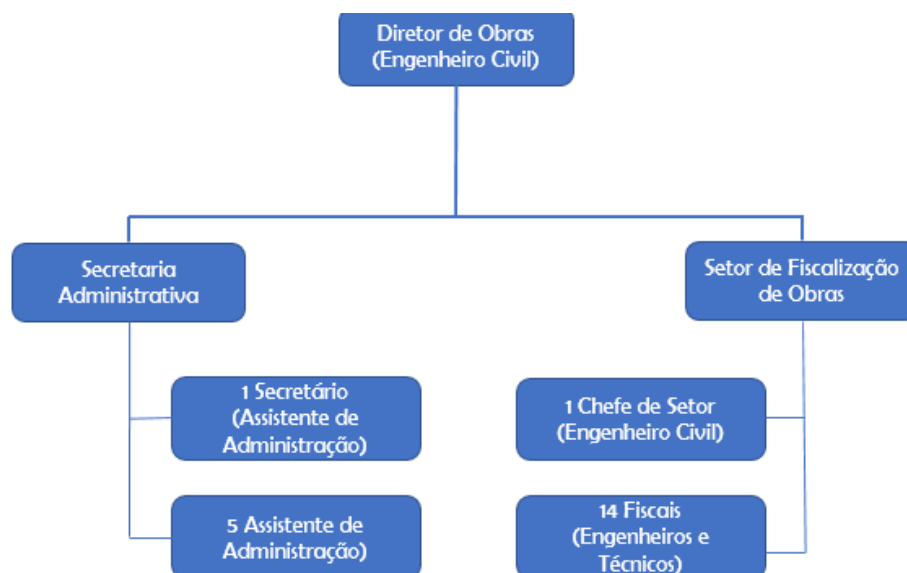 Diretor de Obras
(Engenheiro Civil)
Secretaria
Administrativa
Setor de Fiscalização
de Obras
1 Secretário
(Assistente de
Administração)
1 Chefe de Setor
(Engenheiro Civil)
5 Assistente de
Administração)
14 Fiscais
(Engenheiros e
Técnicos)